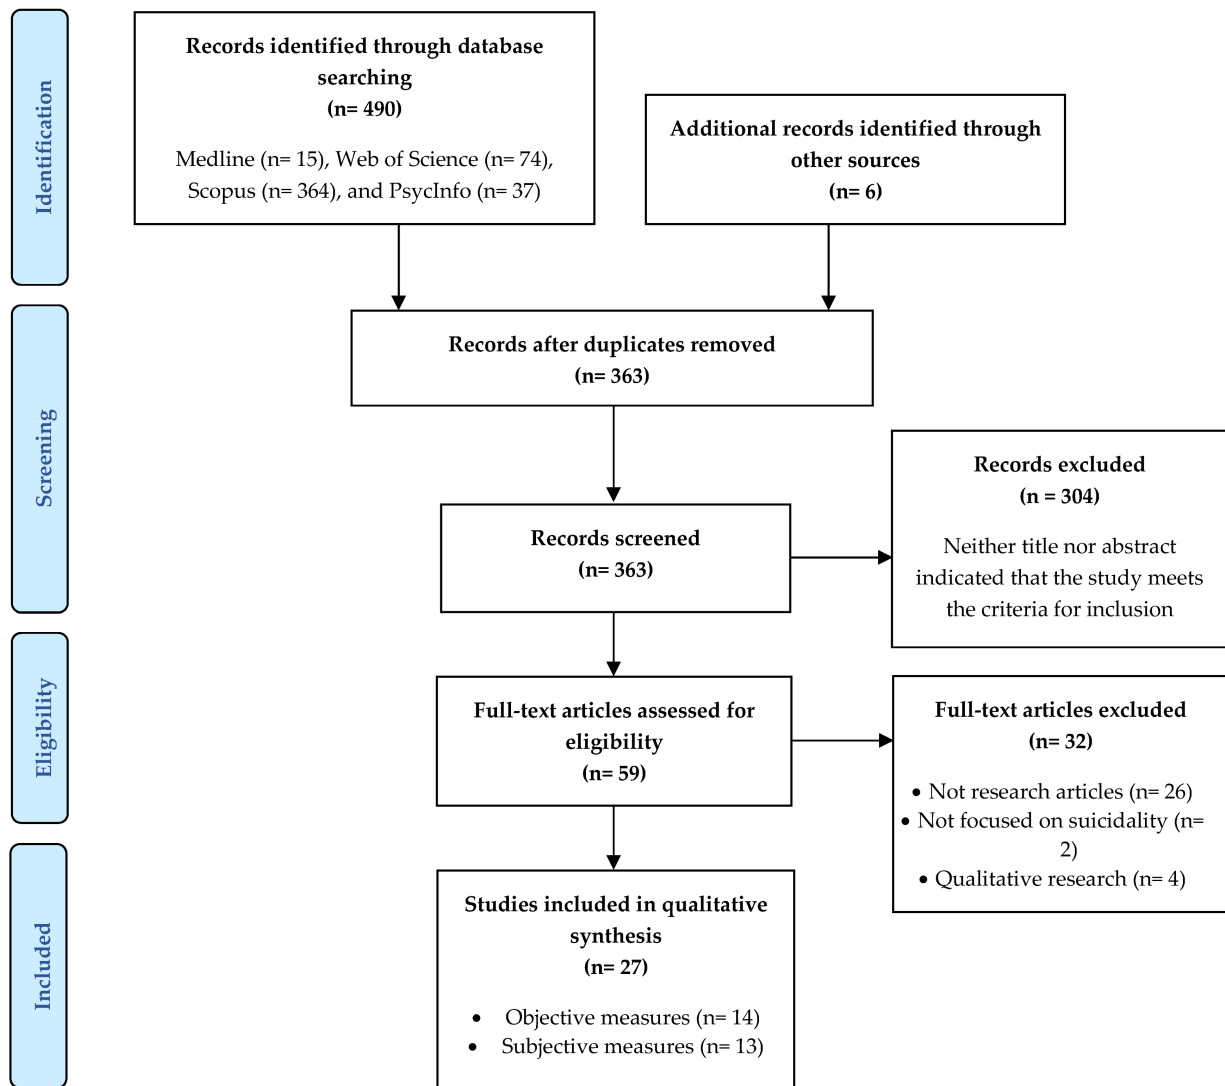 Identification
Records identified through database
searching
(n= 490)
Medline (n= 15), Web of Science (n= 74),
Scopus (n= 364), and PsycInfo (n= 37)
Additional records identified through
other sources
(n= 6)
Screening
Records after duplicates removed
(n= 363)
Records screened
(n= 363)
Records excluded
(n = 304)
Neither title nor abstract
indicated that the study meets
the criteria for inclusion
Eligibility
Full-text articles assessed for
eligibility
(n= 59)
Full-text articles excluded
(n= 32)
• Not research articles (n= 26)
• Not focused on suicidality (n=
2)
• Qualitative research (n= 4)
Included
Studies included in qualitative
synthesis
(n= 27)
• Objective measures (n= 14)
• Subjective measures (n= 13)